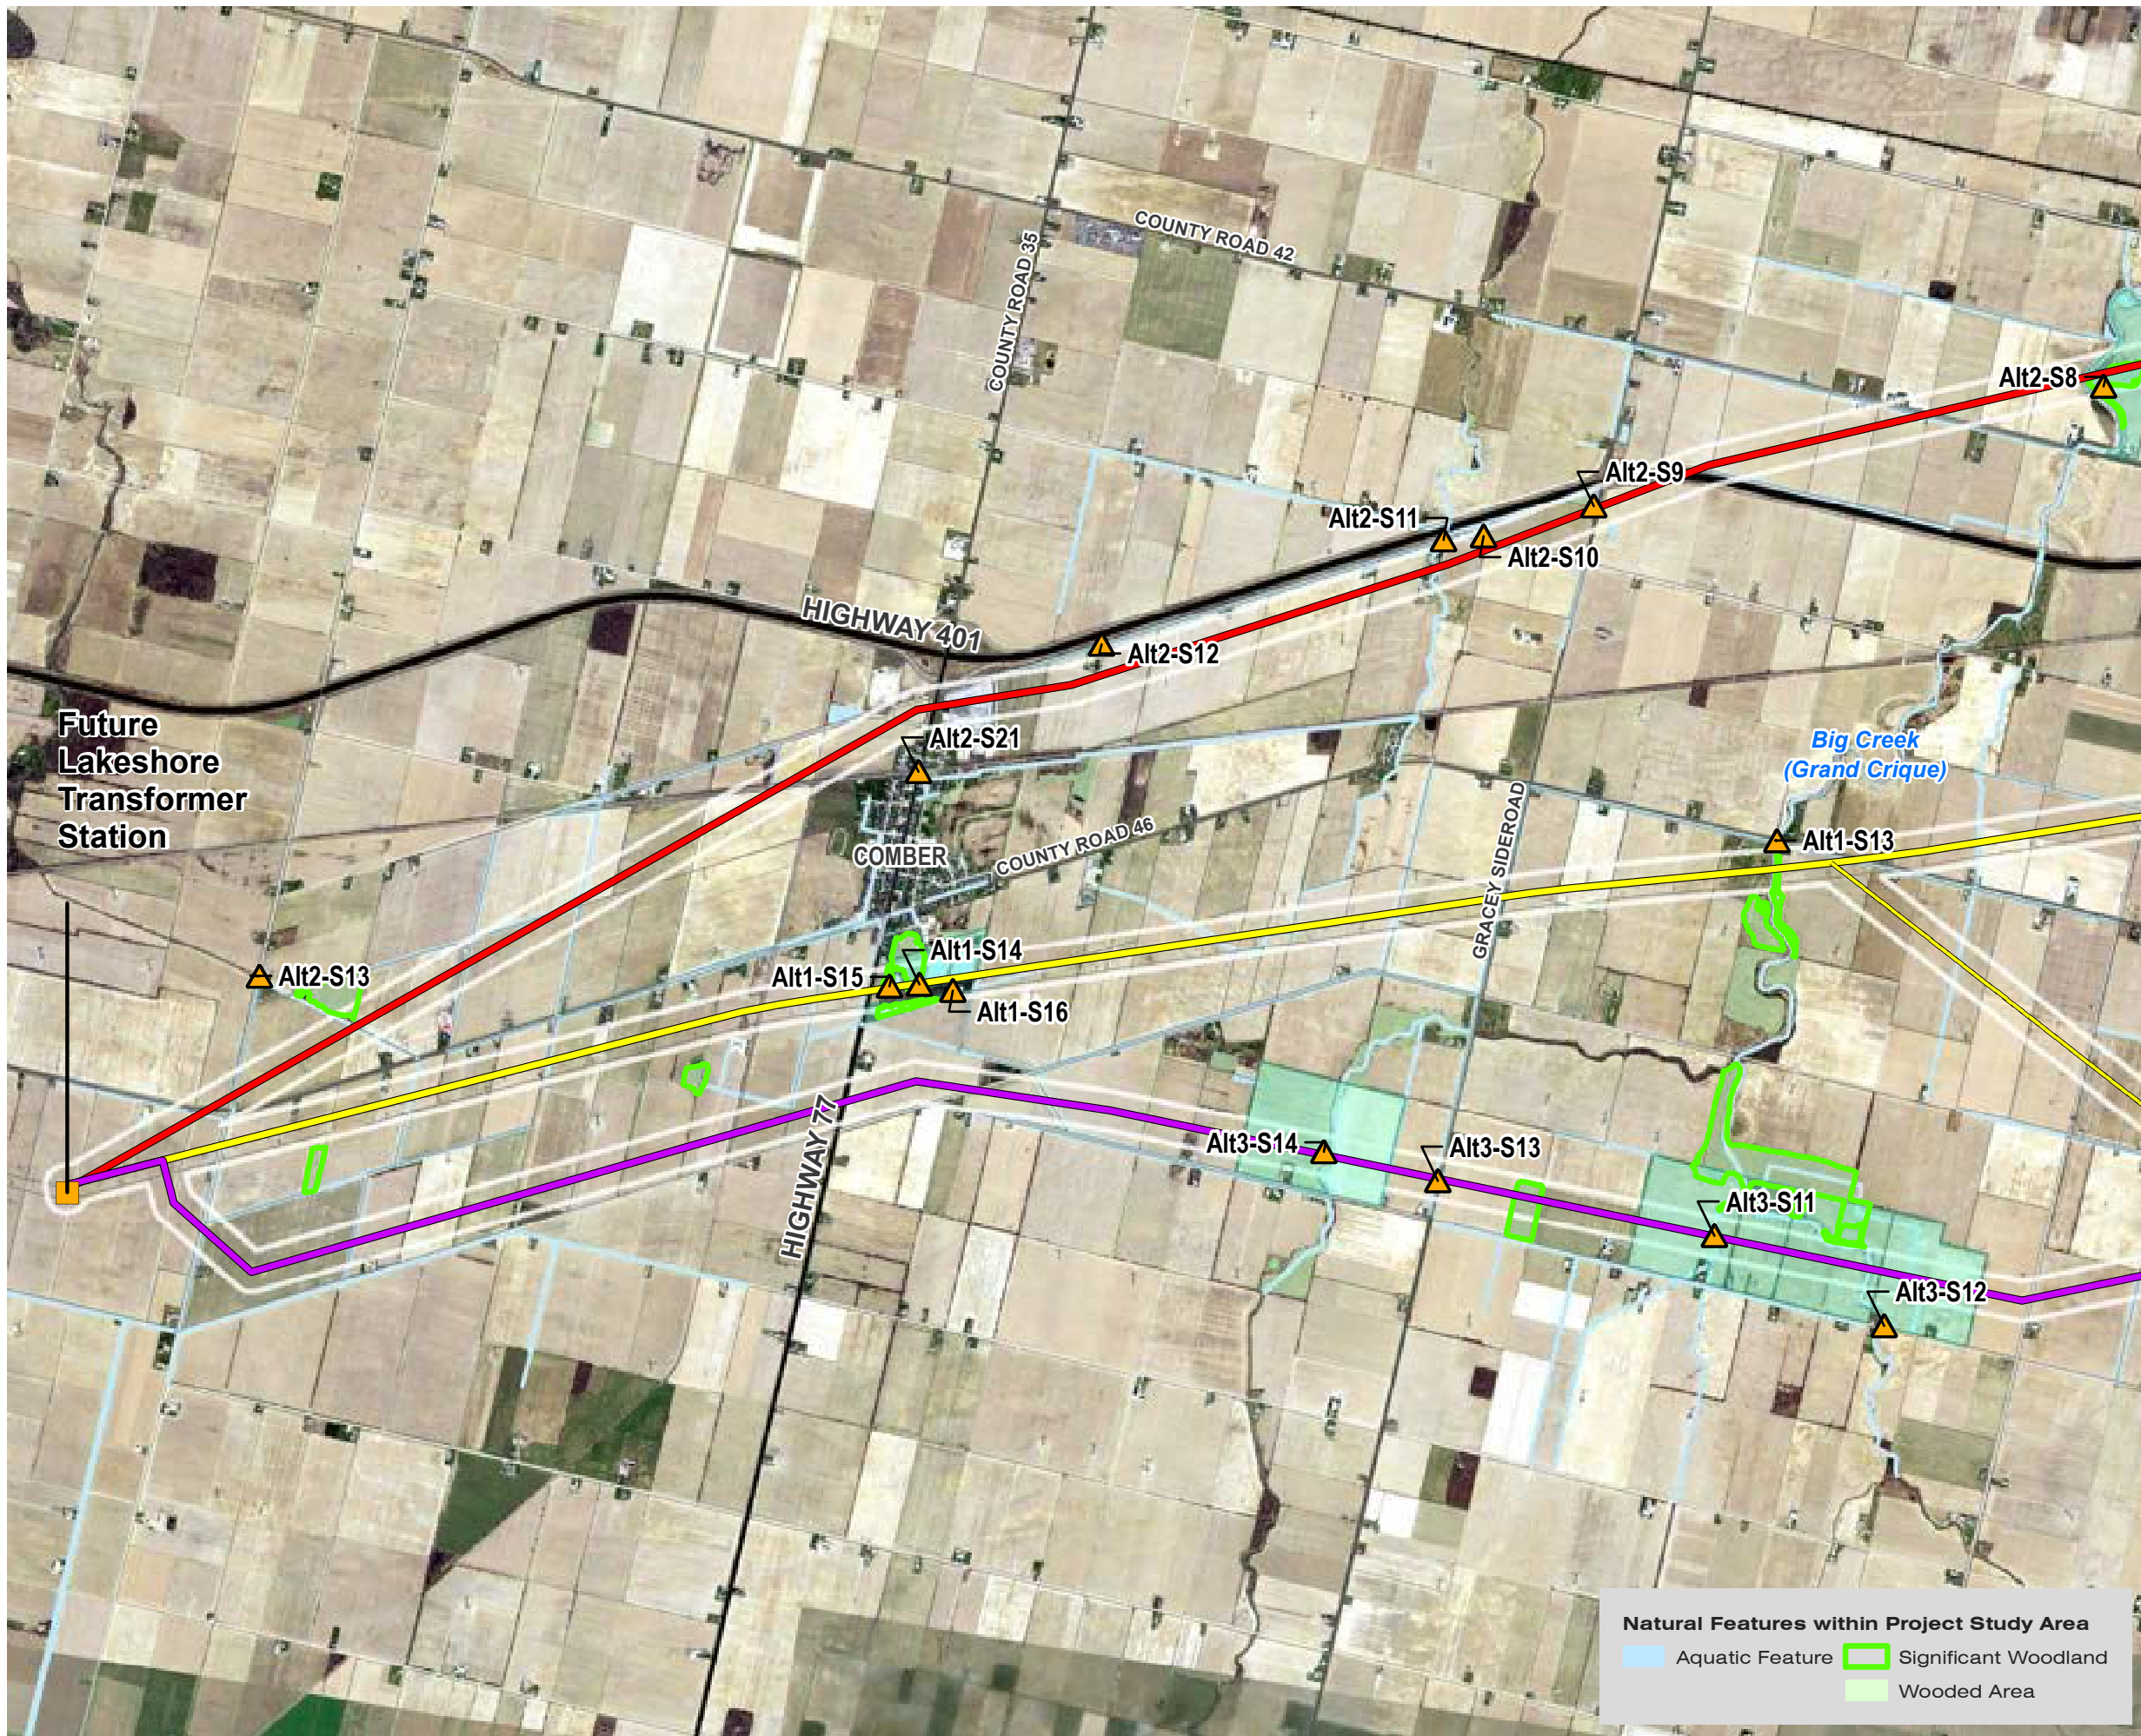 COUNTY ROAD 42
COUNTY ROAD 35
Alt2-S8
Alt2-S9
Alt2-S11
Alt2-S10
HIGHWAY 401
Alt2-S12
Future
Lakeshore
Transformer
Station
Alt2-S21
Big Creek
(Grand Crique)
COUNTY ROAD 46
COMBER
GRACEY SIDEROAD
Alt1-S13
Alt1-S14
Alt2-S13
Alt1-S15
Alt1-S16
HIGHWAY 77
Alt3-S14
Alt3-S13
Alt3-S11
Alt3-S12
Natural Features within Project Study Area
Aquatic Feature
Significant Woodland
Wooded Area